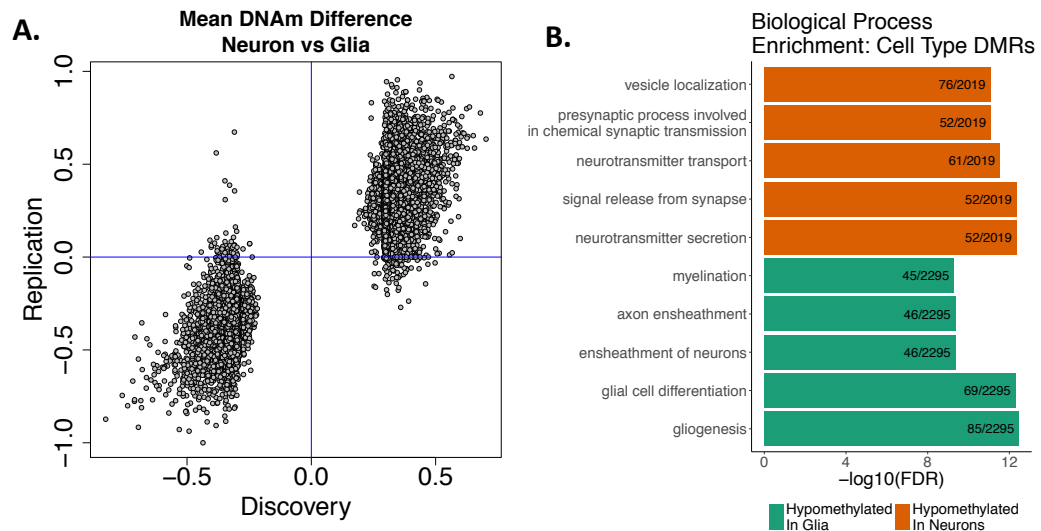 A.
Mean DNAm Difference
Neuron vs Glia
Replication
1.0
0.5
0.0
−0.5
−1.0
−0.5
0.0
0.5
Discovery
B.
Biological Process
Enrichment: Cell Type DMRs
vesicle localization
76/2019
presynaptic process involved
in chemical synaptic transmission
52/2019
neurotransmitter transport
61/2019
signal release from synapse
52/2019
neurotransmitter secretion
52/2019
myelination
45/2295
axon ensheathment
46/2295
ensheathment of neurons
46/2295
glial cell differentiation
69/2295
gliogenesis
85/2295
0
4
8
12
−log10(FDR)
Hypomethylated
In Glia
Hypomethylated
In Neurons